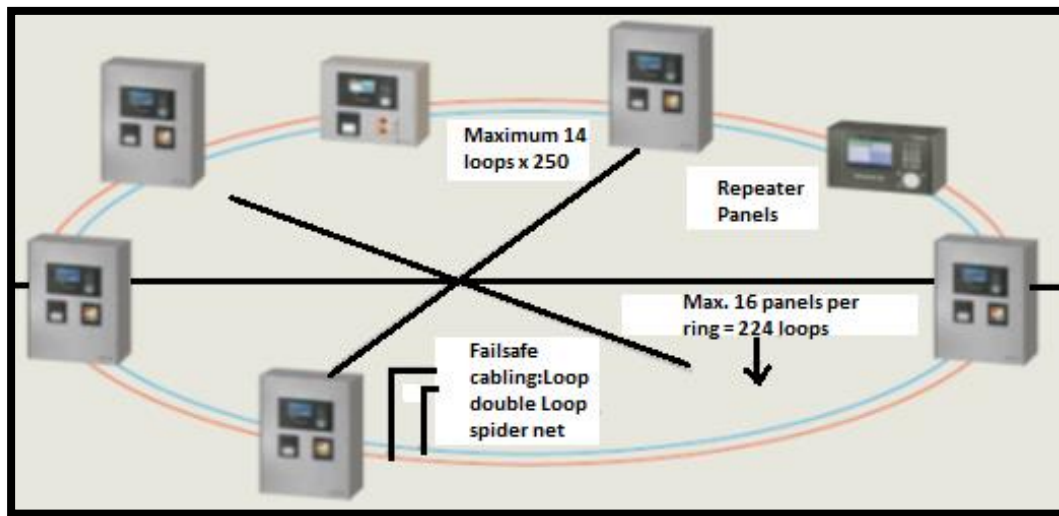 Maximum 14
loops x 250
Repeater
Panels
Max. 16 panels per
ring = 224 loops
Failsafe
cabling:Loop
double Loop
spider net